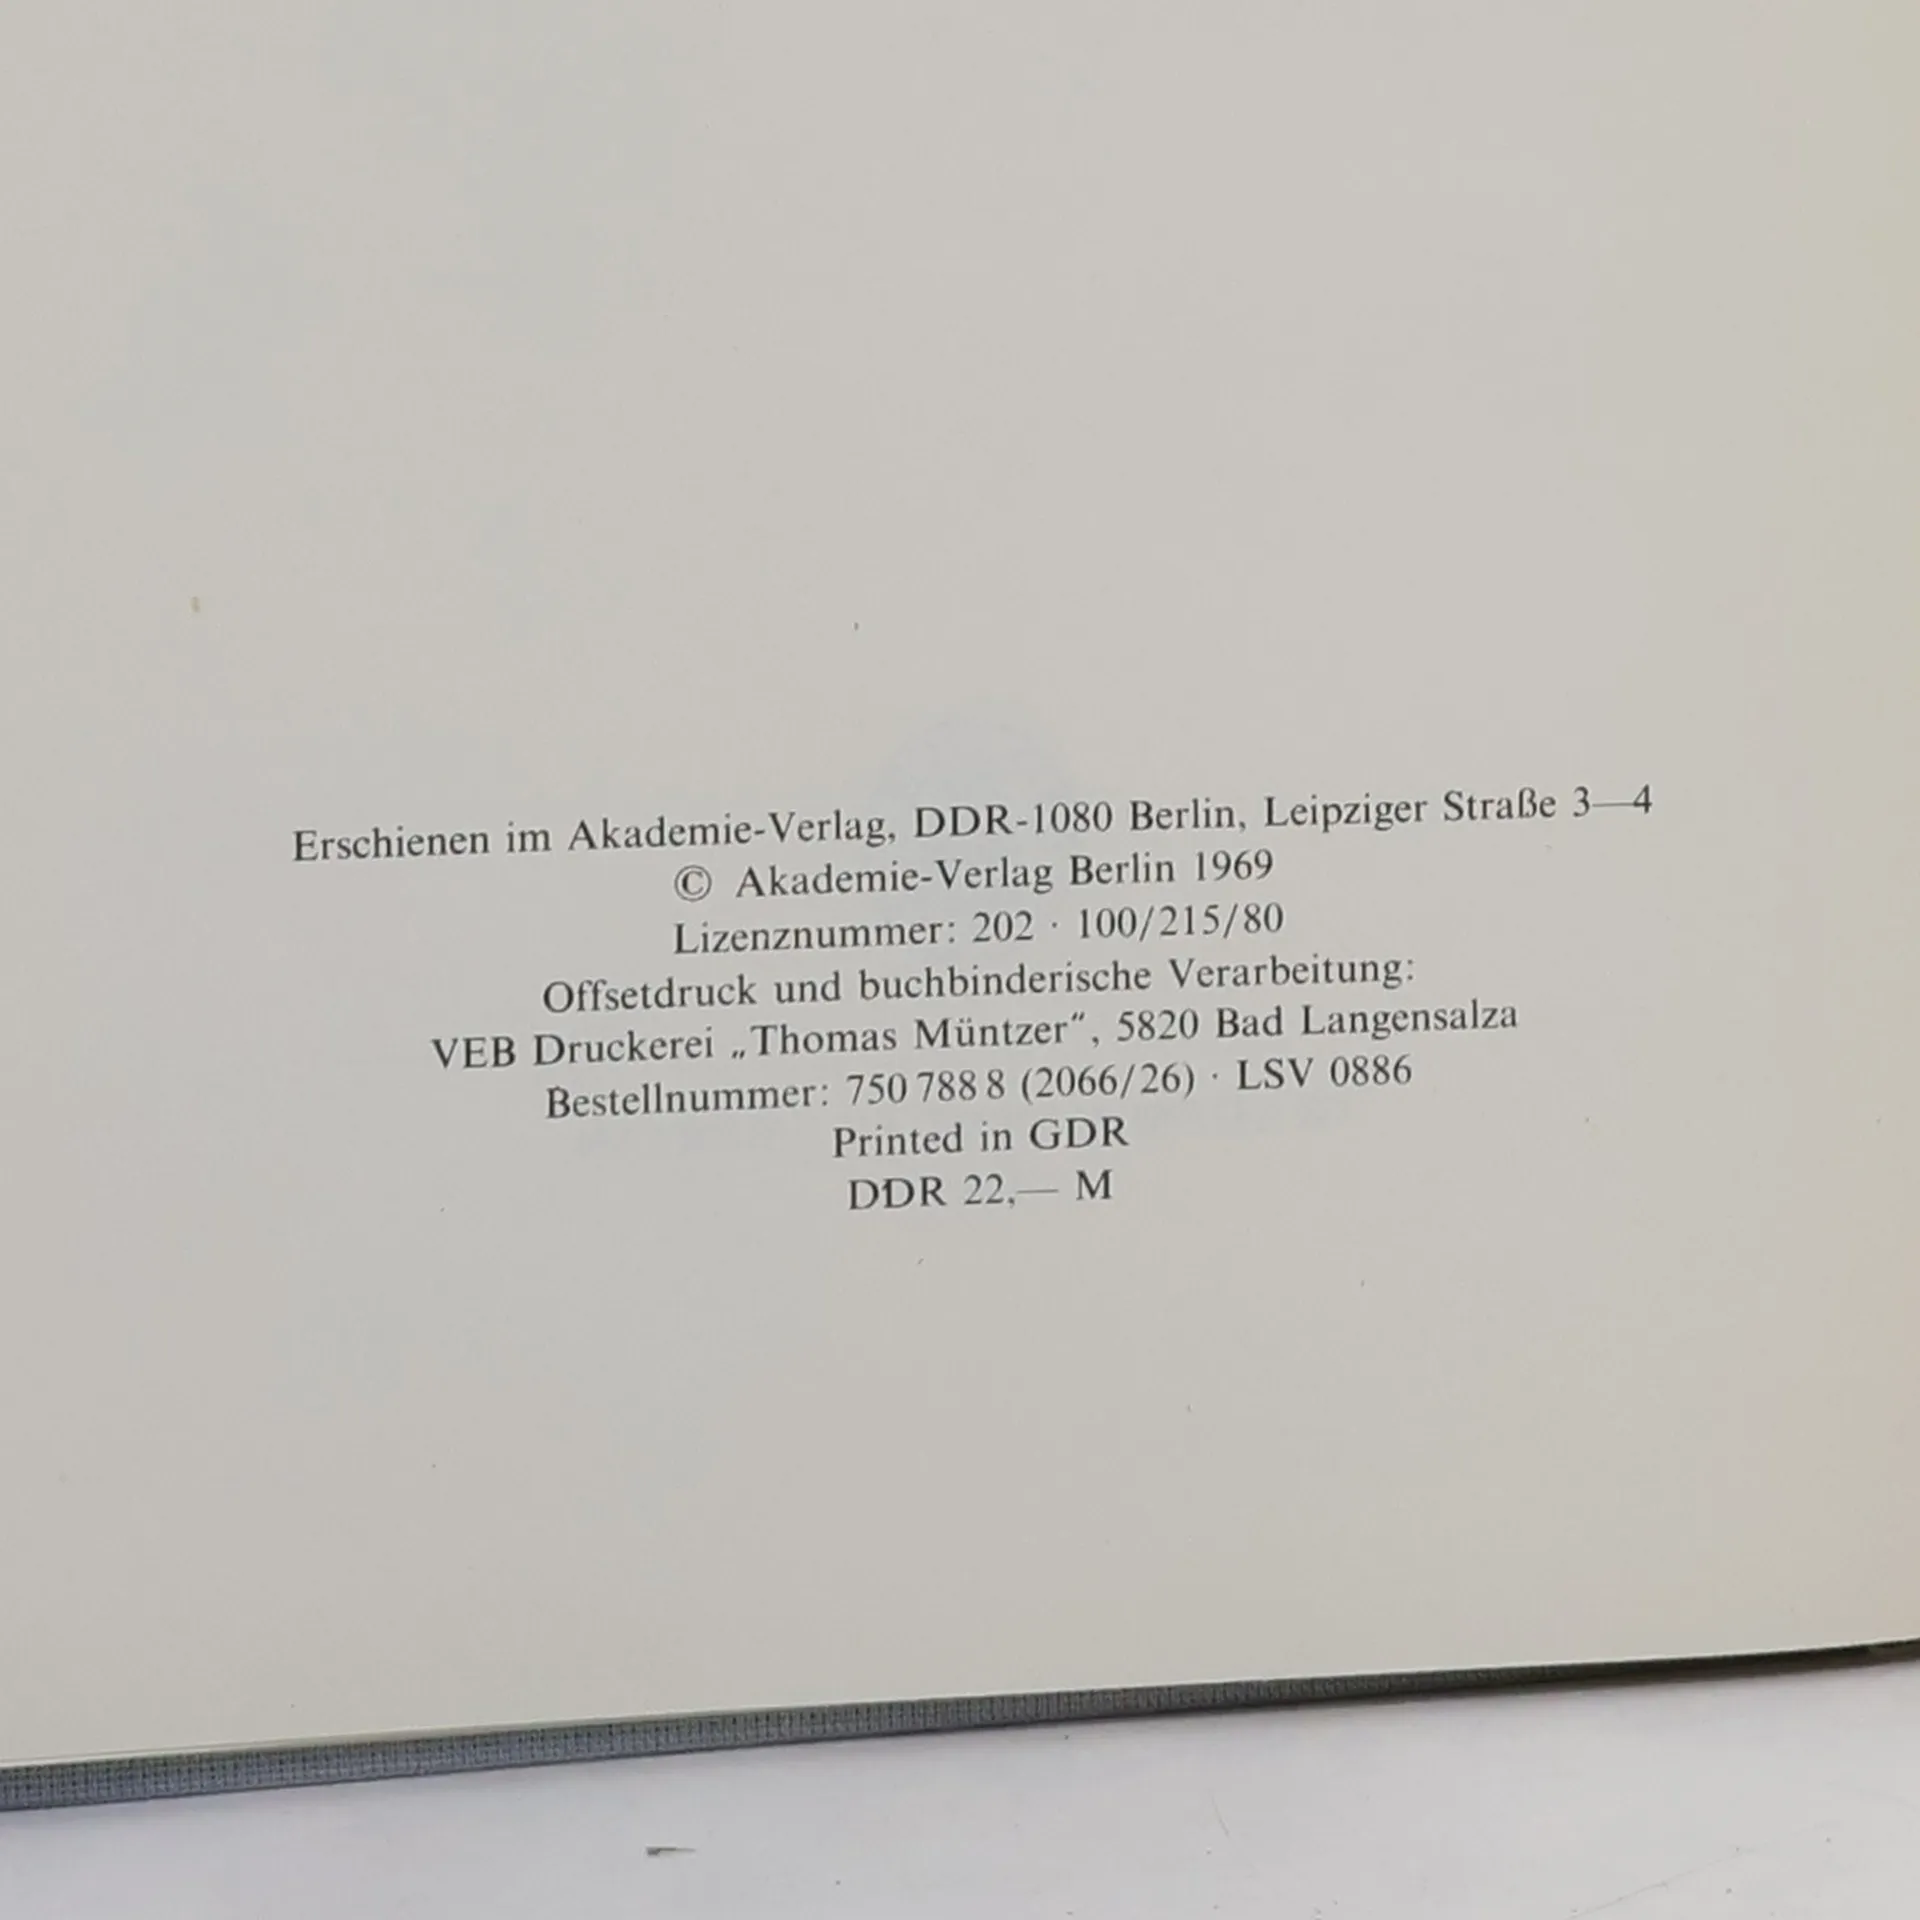 Erschienen im Akademie-Verlag, DDR-1080 Berlin, Leipziger Straße 3—4
© Akademie-Verlag Berlin 1969
Lizenznummer: 202 · 100/215/80
Offsetdruck und buchbinderische Verarbeitung:
VEB Druckerei „Thomas Müntzer“, 5820 Bad Langensalza
Bestellnummer: 750 788 8 (2066/26) · LSV 0886
Printed in GDR
DDR 22,— M